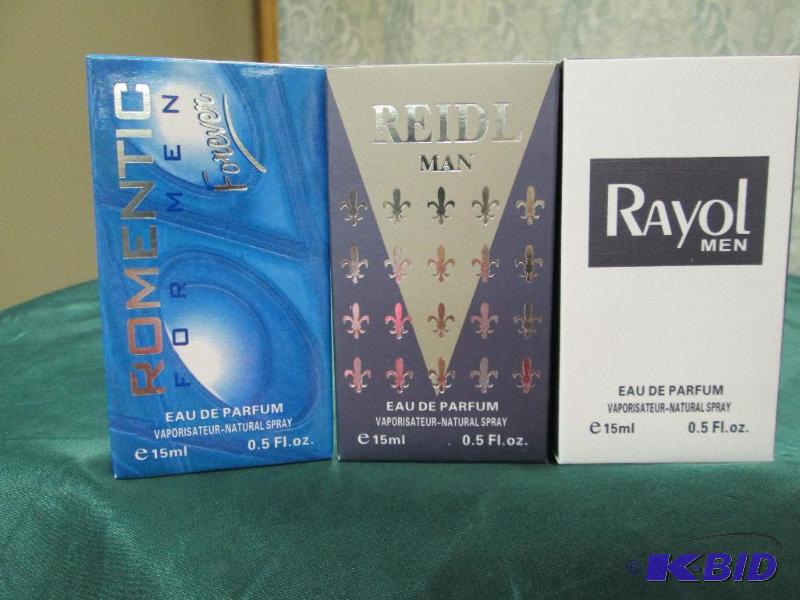 ROMENTIC
FOR MEN
Forever
EAU DE PARFUM
VAPORISATEUR-NATURAL SPRAY
e 15ml 0.5 Fl.oz.
REIDL
MAN
EAU DE PARFUM
VAPORISATEUR-NATURAL SPRAY
e 15ml . 0.5 Fl.oz.
RAYOL
MEN
EAU DE PARFUM
VAPORISATEUR-NATURAL SPRAY
e 15ml 0.5 Fl.oz.
© K-BID